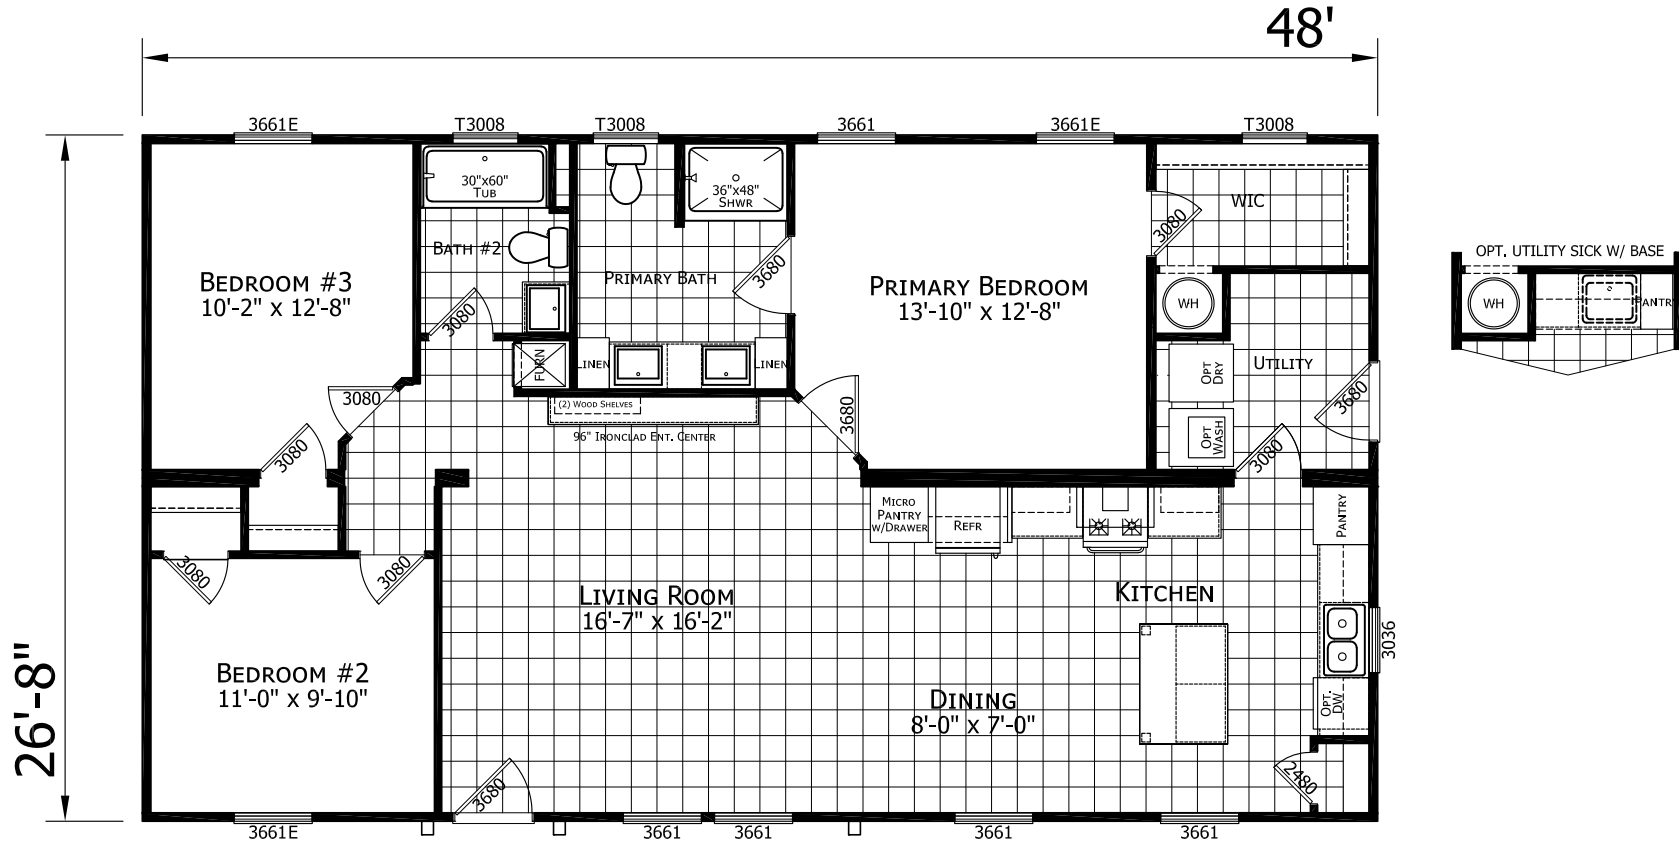 48'
3661E
T3008
T3008
3661
3661E
T3008
30"x60"
Tub
36"x48"
Shwr
WIC
3080
Bath #2
Primary Bath
3680
OPT. UTILITY SICK W/ BASE
Bedroom #3
10'-2" x 12'-8"
Primary Bedroom
13'-10" x 12'-8"
WH
WH
3080
Linen
Linen
Furn
Opt
Dry
Utility
3080
3680
3680
(2) Wood Shelves
96" Ironclad Ent. Center
Opt
Wash
3080
3080
Micro
Pantry
w/Drawer
Refr
Pantry
3080
3080
Living Room
16'-7" x 16'-2"
Kitchen
3036
26'-8"
Bedroom #2
11'-0" x 9'-10"
Dining
8'-0" x 7'-0"
Opt.
DW
3680
2480
3661E
3661
3661
3661
3661